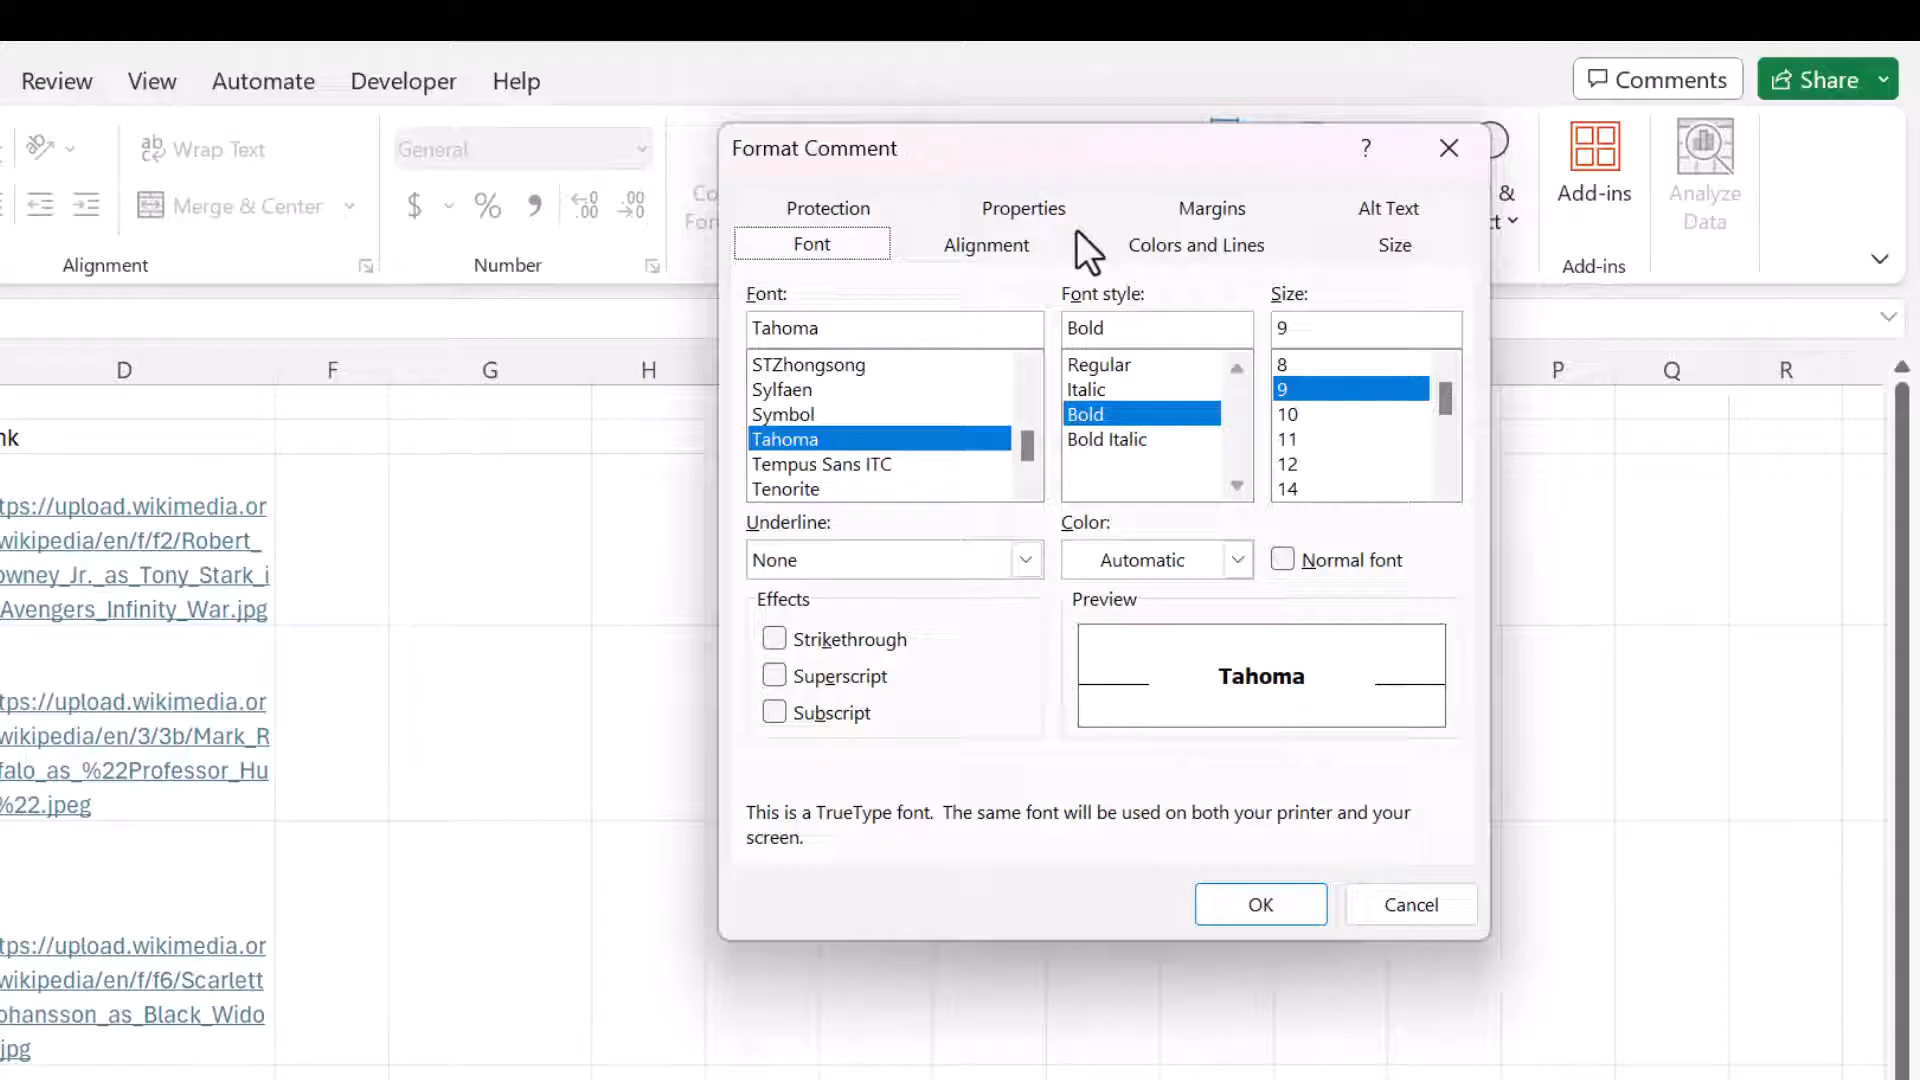 Review View Automate Developer Help
Comments
Share
Wrap Text
General
Merge & Center
$ % 9
.00
.00
Alignment
Number
Add-ins
Analyze
Data
Add-ins
Format Comment
?
Protection Properties Margins Alt Text
Font Alignment Colors and Lines Size
Font: Font style: Size:
Tahoma Bold 9
STZhongsong Regular 8
Sylfaen Italic 9
Symbol Bold 10
Tahoma Bold Italic 11
Tempus Sans ITC 12
Tenorite 14
Underline: Color:
None Automatic Normal font
Effects Preview
Strikethrough
Superscript
Subscript
Tahoma
This is a TrueType font. The same font will be used on both your printer and your
screen.
OK Cancel
D F G H P Q R
nk
tps://upload.wikimedia.or
wikipedia/en/f/f2/Robert_
owney_Jr._as_Tony_Stark_i
Avengers_Infinity_War.jpg
tps://upload.wikimedia.or
wikipedia/en/3/3b/Mark_R
falo_as_%22Professor_Hu
%22.jpeg
tps://upload.wikimedia.or
wikipedia/en/f/f6/Scarlett
ohansson_as_Black_Wido
jpg